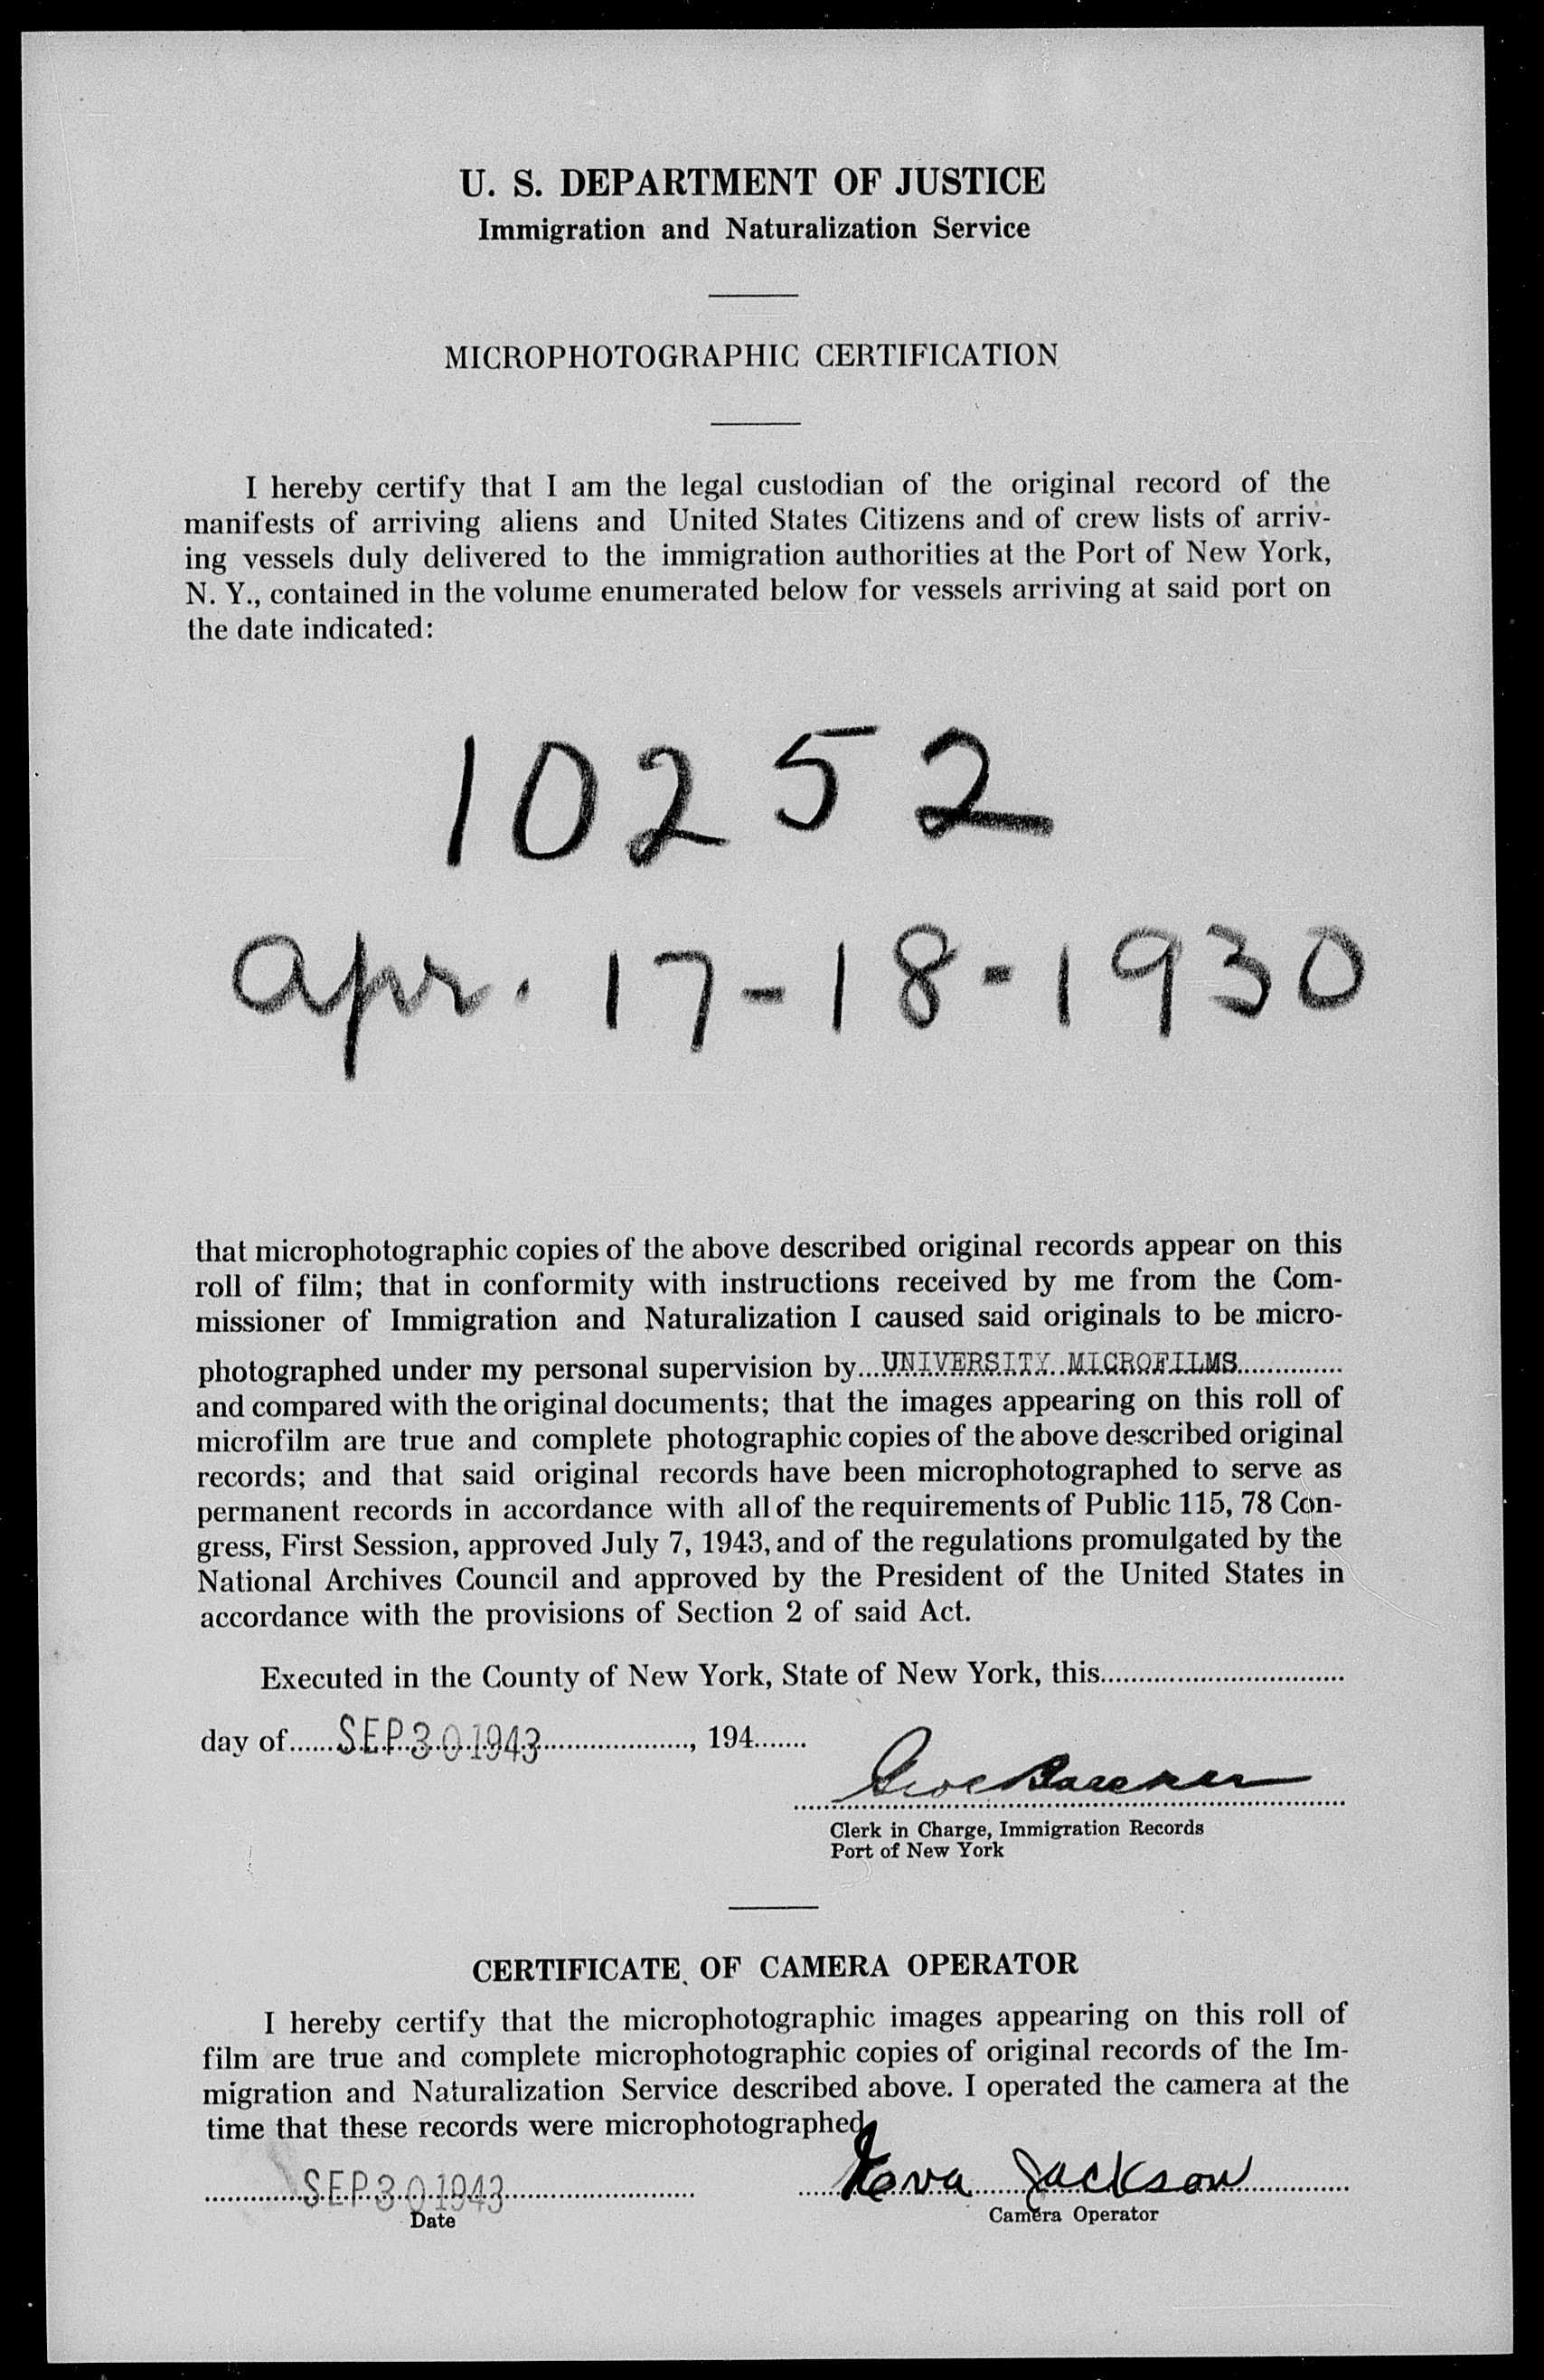 U. S. DEPARTMENT OF JUSTICE
Immigration and Naturalization Service
MICROPHOTOGRAPHIC CERTIFICATION
I hereby certify that I am the legal custodian of the original record of the
manifests of arriving aliens and United States Citizens and of crew lists of arriv-
ing vessels duly delivered to the immigration authorities at the Port of New York,
N. Y., contained in the volume enumerated below for vessels arriving at said port on
the date indicated:
10252
Apr. 17-18-1930
that microphotographic copies of the above described original records appear on this
roll of film; that in conformity with instructions received by me from the Com-
missioner of Immigration and Naturalization I caused said originals to be micro-
photographed under my personal supervision by...UNIVERSITY MICROFILMS...
and compared with the original documents; that the images appearing on this roll of
microfilm are true and complete photographic copies of the above described original
records; and that said original records have been microphotographed to serve as
permanent records in accordance with all of the requirements of Public 115, 78 Con-
gress, First Session, approved July 7, 1943, and of the regulations promulgated by the
National Archives Council and approved by the President of the United States in
accordance with the provisions of Section 2 of said Act.
Executed in the County of New York, State of New York, this...
day of...SEP 30 1943..., 194...
Clerk in Charge, Immigration Records
Port of New York
CERTIFICATE OF CAMERA OPERATOR
I hereby certify that the microphotographic images appearing on this roll of
film are true and complete microphotographic copies of original records of the Im-
migration and Naturalization Service described above. I operated the camera at the
time that these records were microphotographed.
SEP 30 1943 Jackson
Date Camera Operator